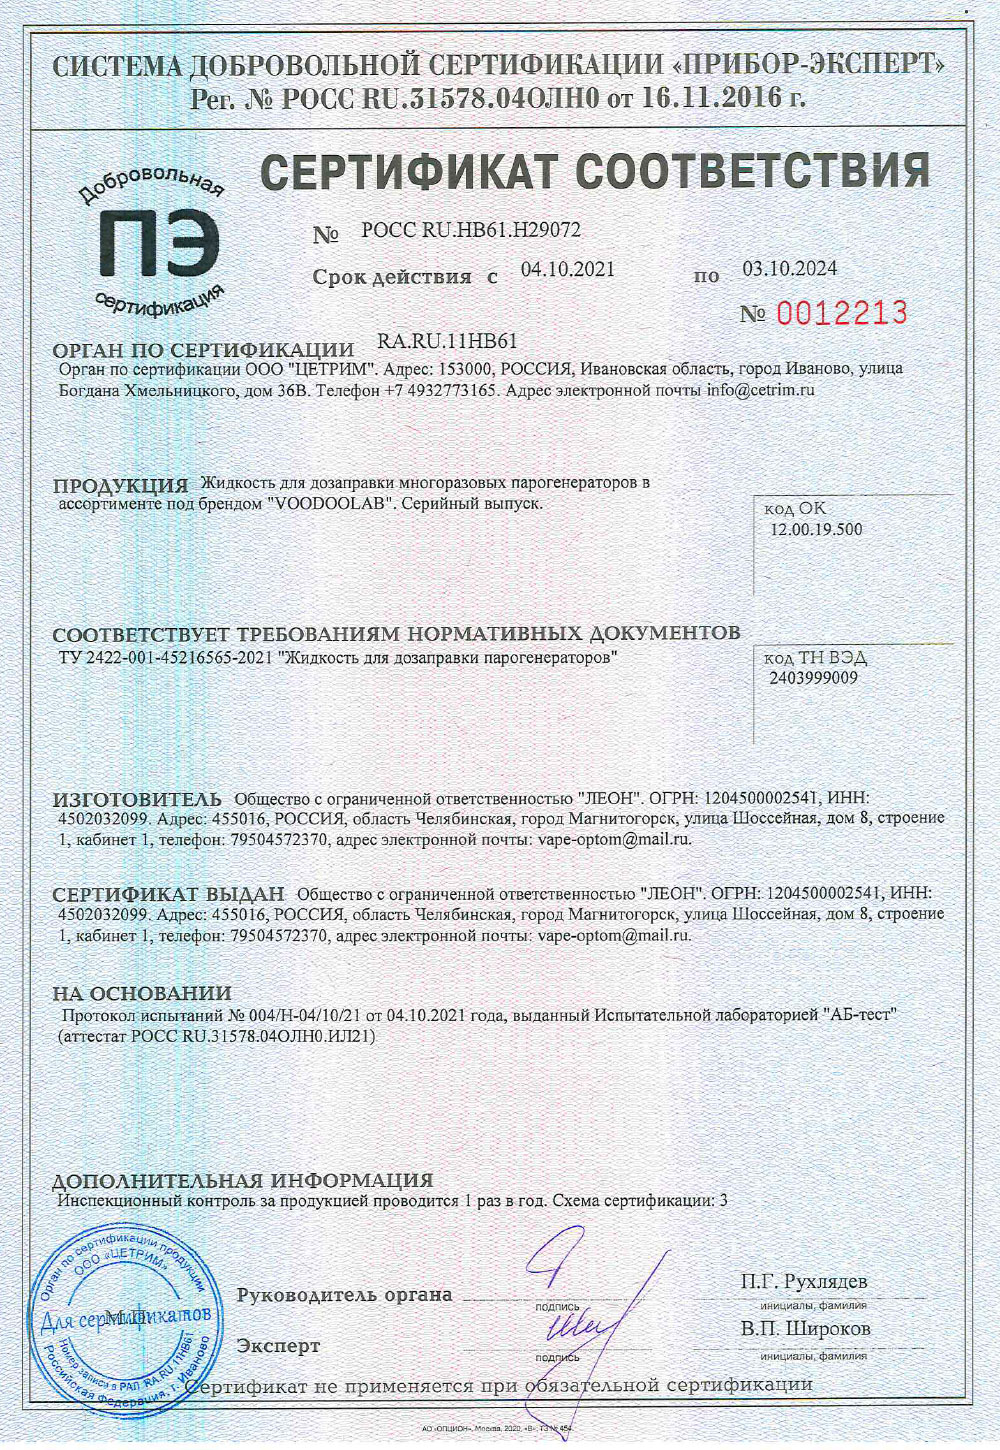 СИСТЕМА ДОБРОВОЛЬНОЙ СЕРТИФИКАЦИИ «ПРИБОР-ЭКСПЕРТ»
Рег. № РОСС RU.31578.04ОЛН0 от 16.11.2016 г.
Добровольная
ПЭ
сертификация
СЕРТИФИКАТ СООТВЕТСТВИЯ
№ РОСС RU.НВ61.Н29072
Срок действия с 04.10.2021 по 03.10.2024
№ 0012213
ОРГАН ПО СЕРТИФИКАЦИИ RA.RU.11НВ61
Орган по сертификации ООО "ЦЕТРИМ". Адрес: 153000, РОССИЯ, Ивановская область, город Иваново, улица
Богдана Хмельницкого, дом 36В. Телефон +7 4932773165. Адрес электронной почты info@cetrim.ru
ПРОДУКЦИЯ Жидкость для дозаправки многоразовых парогенераторов в
ассортименте под брендом "VOODOOLAB". Серийный выпуск.
код ОК
12.00.19.500
СООТВЕТСТВУЕТ ТРЕБОВАНИЯМ НОРМАТИВНЫХ ДОКУМЕНТОВ
ТУ 2422-001-45216565-2021 "Жидкость для дозаправки парогенераторов"
код ТН ВЭД
2403999009
ИЗГОТОВИТЕЛЬ Общество с ограниченной ответственностью "ЛЕОН". ОГРН: 1204500002541, ИНН:
4502032099. Адрес: 455016, РОССИЯ, область Челябинская, город Магнитогорск, улица Шоссейная, дом 8, строение
1, кабинет 1, телефон: 79504572370, адрес электронной почты: vape-optom@mail.ru.
СЕРТИФИКАТ ВЫДАН Общество с ограниченной ответственностью "ЛЕОН". ОГРН: 1204500002541, ИНН:
4502032099. Адрес: 455016, РОССИЯ, область Челябинская, город Магнитогорск, улица Шоссейная, дом 8, строение
1, кабинет 1, телефон: 79504572370, адрес электронной почты: vape-optom@mail.ru.
НА ОСНОВАНИИ
Протокол испытаний № 004/Н-04/10/21 от 04.10.2021 года, выданный Испытательной лабораторией "АБ-тест"
(аттестат РОСС RU.31578.04ОЛН0.ИЛ21)
ДОПОЛНИТЕЛЬНАЯ ИНФОРМАЦИЯ
Инспекционный контроль за продукцией проводится 1 раз в год. Схема сертификации: 3
Орган по сертификации продукции
ООО «ЦЕТРИМ»
М.П.
Для сертификатов
Номер записи в РАЛ RA.RU.11НВ61
Российская Федерация, г. Иваново
Руководитель органа
подпись
П.Г. Рухлядев
инициалы, фамилия
Эксперт
подпись
В.П. Широков
инициалы, фамилия
Сертификат не применяется при обязательной сертификации
АО «ОПЦИОН», Москва, 2020, «В», ТЗ № 454.